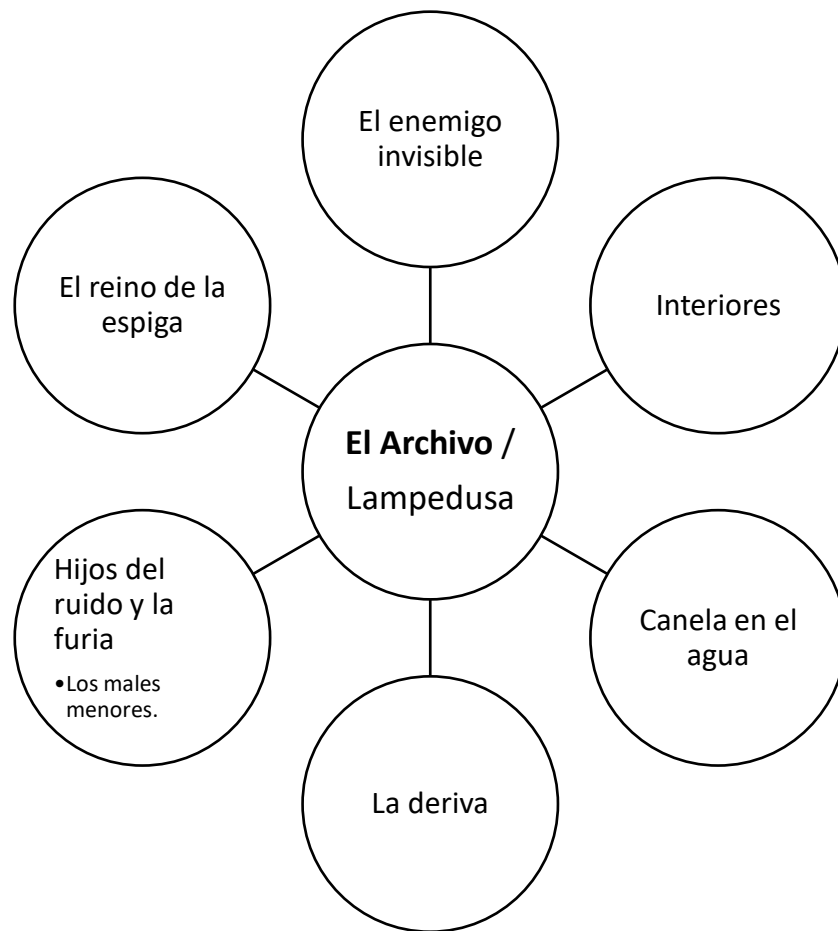 El enemigo
invisible
Interiores
Canela en el
agua
La deriva
Hijos del
ruido y la
furia
•Los males
menores.
El reino de la
espiga
El Archivo /
Lampedusa